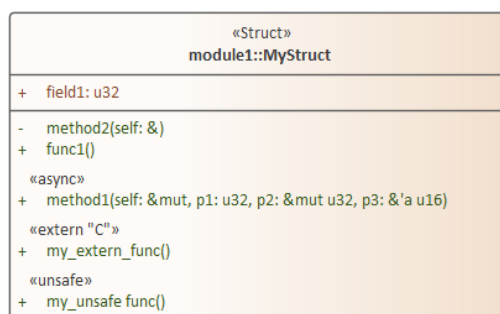 «Struct»
module1::MyStruct
+ field1: u32
- method2(self: &)
+ func1()
«async»
+ method1(self: &mut, p1: u32, p2: &mut u32, p3: &'a u16)
«extern "C"»
+ my_extern_func()
«unsafe»
+ my_unsafe func()